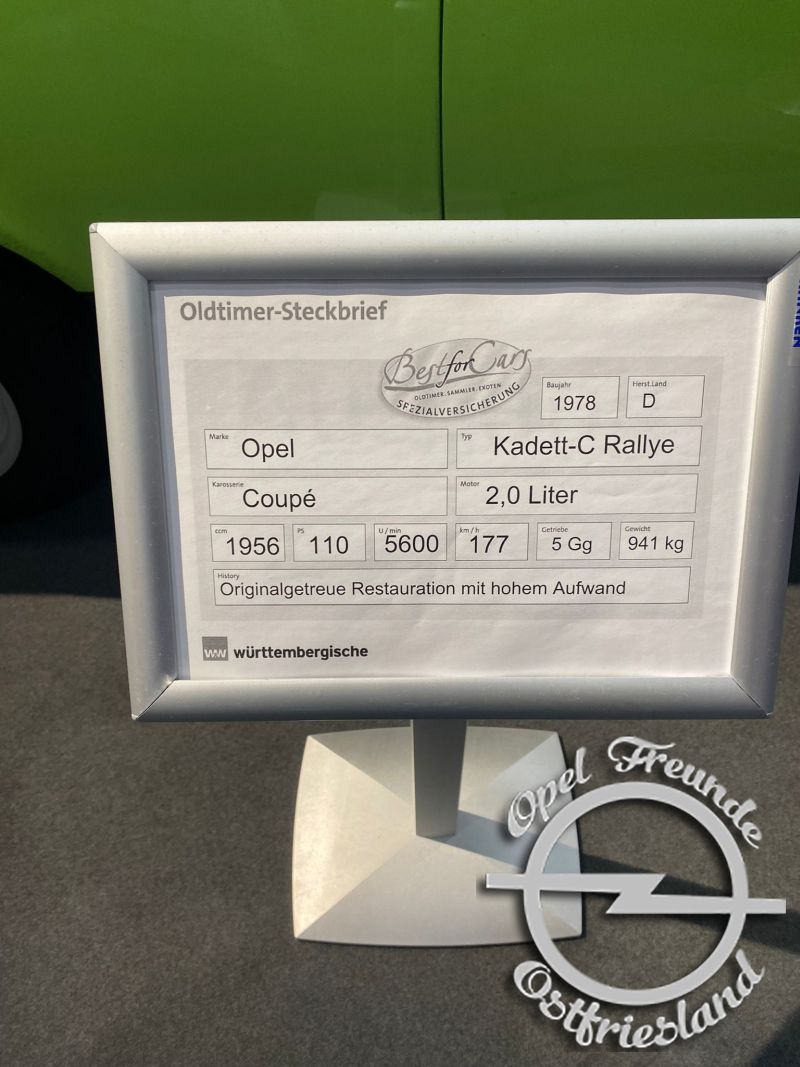 Oldtimer-Steckbrief
Best for Cars
OLDTIMER. SAMMLER. EXOTEN
SPEZIALVERSICHERUNG
Baujahr Herst.Land
1978 D
Marke Typ
Opel Kadett-C Rallye
Karosserie Motor
Coupé 2,0 Liter
ccm PS U / min km / h Getriebe Gewicht
1956 110 5600 177 5 Gg 941 kg
History
Originalgetreue Restauration mit hohem Aufwand
ww württembergische
Opel Freunde
Ostfriesland